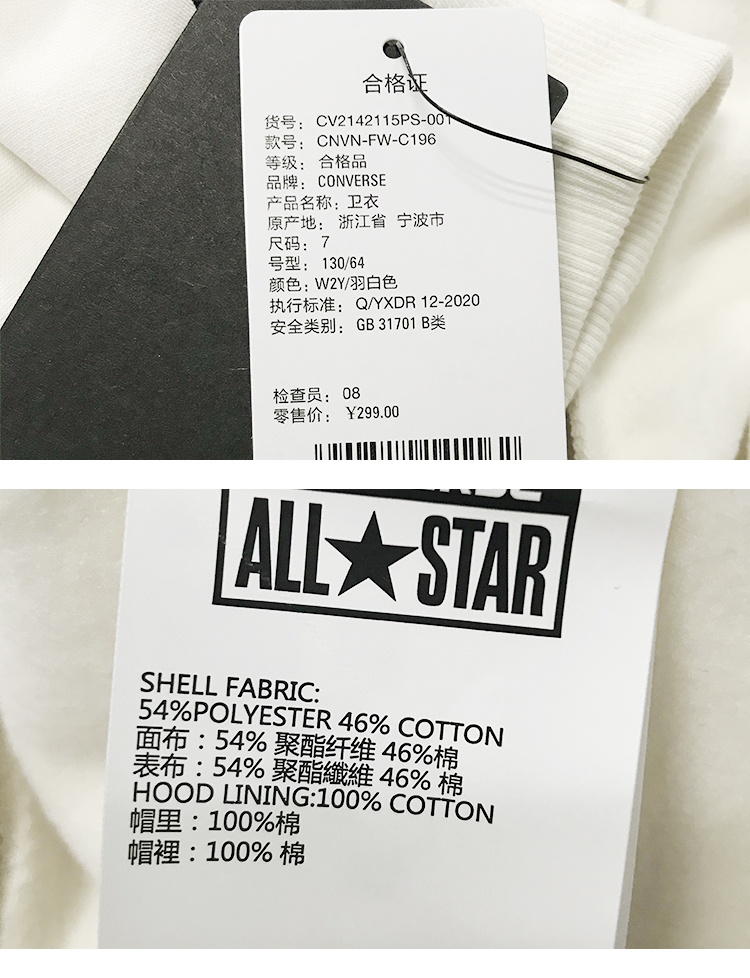 合格证
货号： CV2142115PS-001
款号： CNVN-FW-C196
等级： 合格品
品牌： CONVERSE
产品名称： 卫衣
原产地： 浙江省 宁波市
尺码： 7
号型： 130/64
颜色： W2Y/羽白色
执行标准： Q/YXDR 12-2020
安全类别： GB 31701 B类
检查员： 08
零售价： ¥299.00
ALL★STAR
SHELL FABRIC:
54%POLYESTER 46% COTTON
面布：54% 聚酯纤维 46%棉
表布：54% 聚酯纖維 46% 棉
HOOD LINING:100% COTTON
帽里：100%棉
帽裡：100% 棉